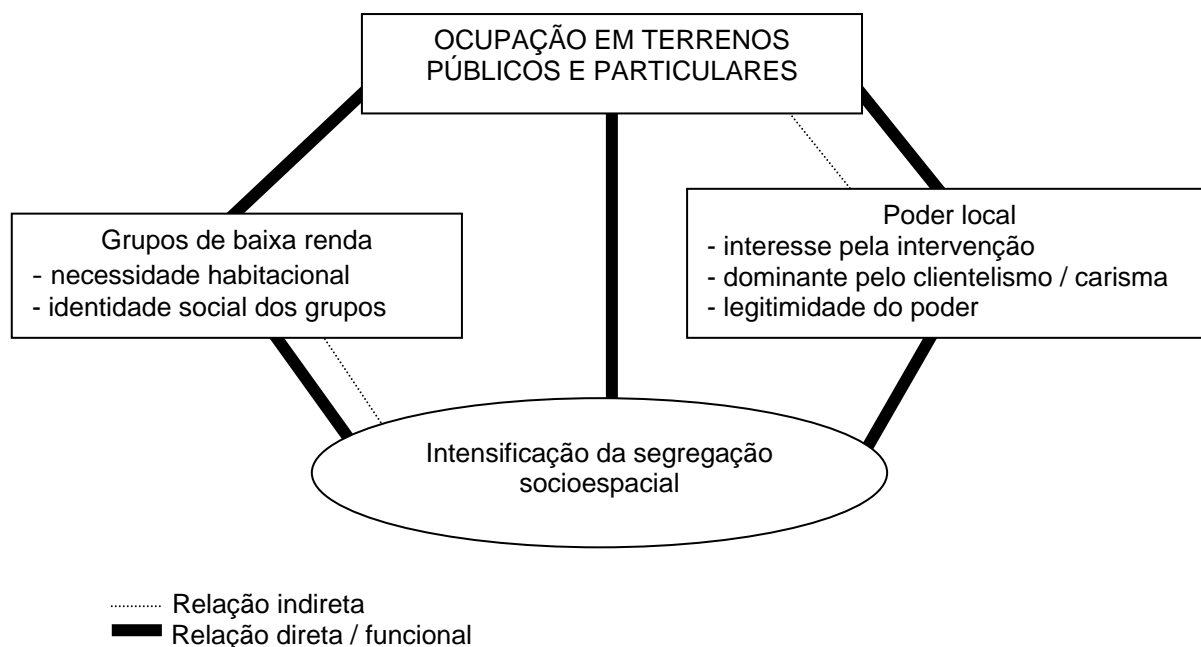 OCUPAÇÃO EM TERRENOS
PÚBLICOS E PARTICULARES
Grupos de baixa renda
- necessidade habitacional
- identidade social dos grupos
Poder local
- interesse pela intervenção
- dominante pelo clientelismo / carisma
- legitimidade do poder
Intensificação da segregação
socioespacial
Relação indireta
Relação direta / funcional